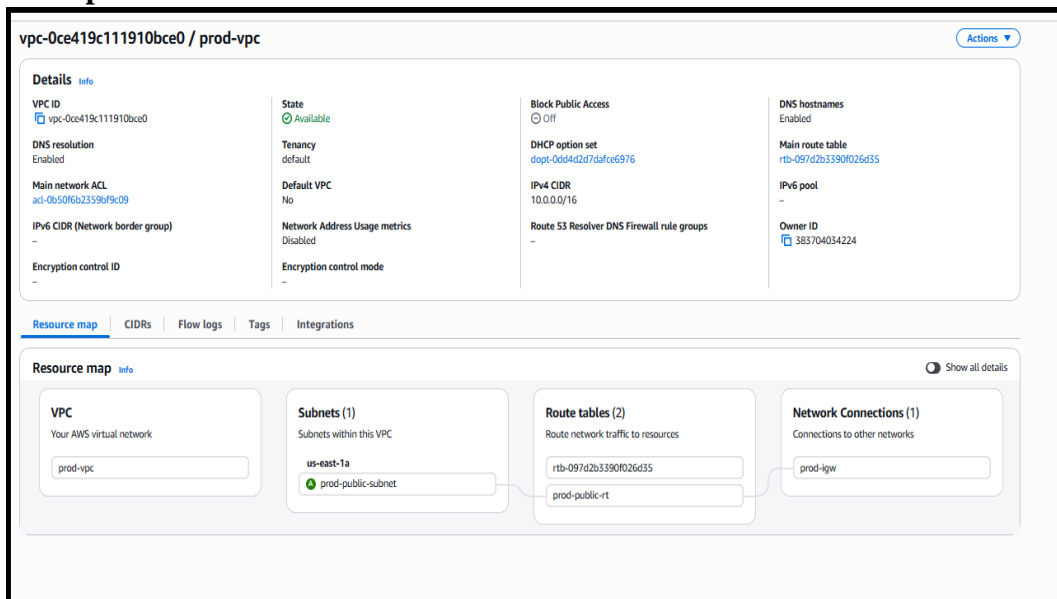 vpc-0ce419c111910bce0 / prod-vpc
Actions ▼
Details Info
VPC ID
vpc-0ce419c111910bce0
State
Available
Block Public Access
Off
DNS hostnames
Enabled
DNS resolution
Enabled
Tenancy
default
DHCP option set
dopt-0dd4d2d7dafce6976
Main route table
rtb-097d2b3390f026d35
Main network ACL
acl-0b50f6b2359bf9c09
Default VPC
No
IPv4 CIDR
10.0.0.0/16
IPv6 pool
–
IPv6 CIDR (Network border group)
–
Network Address Usage metrics
Disabled
Route 53 Resolver DNS Firewall rule groups
–
Owner ID
383704034224
Encryption control ID
–
Encryption control mode
–
Resource map
CIDRs
Flow logs
Tags
Integrations
Resource map Info
Show all details
VPC
Your AWS virtual network
prod-vpc
Subnets (1)
Subnets within this VPC
us-east-1a
A prod-public-subnet
Route tables (2)
Route network traffic to resources
rtb-097d2b3390f026d35
prod-public-rt
Network Connections (1)
Connections to other networks
prod-igw